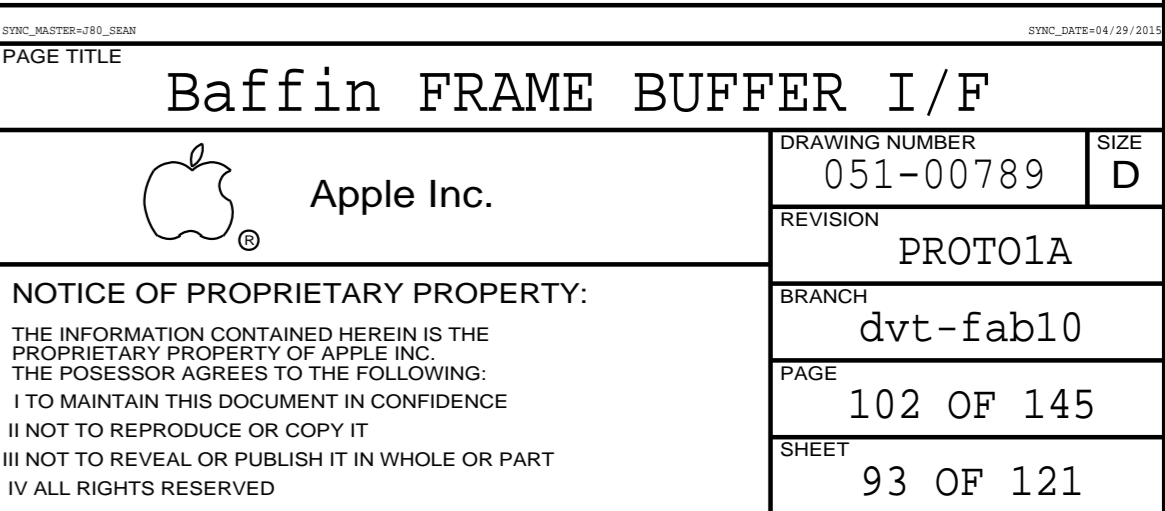 SYNC_MASTER=J80_SEAN SYNC_DATE=04/29/2015
PAGE TITLE
Baffin FRAME BUFFER I/F
Apple Inc.
®
DRAWING NUMBER
051-00789
SIZE
D
REVISION
PROTO1A
BRANCH
dvt-fab10
PAGE
102 OF 145
SHEET
93 OF 121
NOTICE OF PROPRIETARY PROPERTY:
THE INFORMATION CONTAINED HEREIN IS THE
PROPRIETARY PROPERTY OF APPLE INC.
THE POSESSOR AGREES TO THE FOLLOWING:
I TO MAINTAIN THIS DOCUMENT IN CONFIDENCE
II NOT TO REPRODUCE OR COPY IT
III NOT TO REVEAL OR PUBLISH IT IN WHOLE OR PART
IV ALL RIGHTS RESERVED